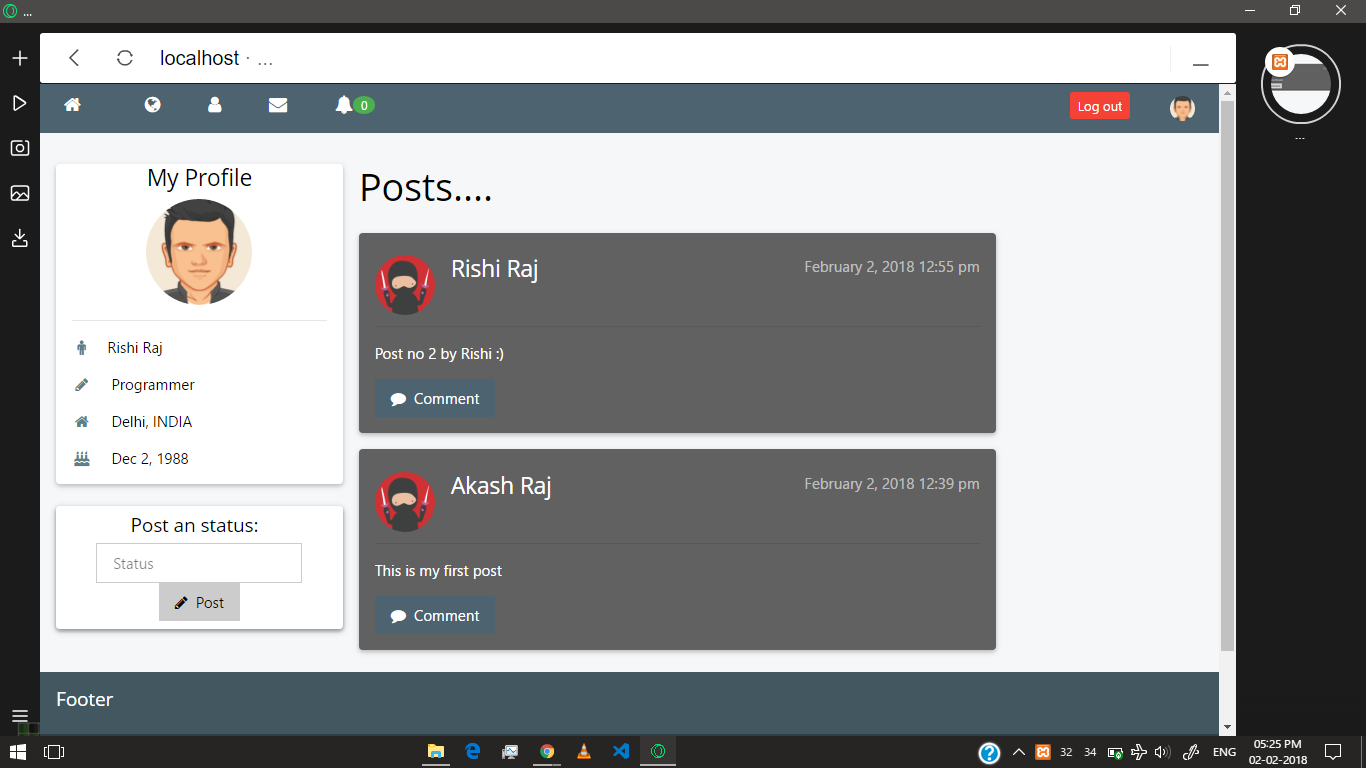 ...
localhost · ...
0
Log out
...
My Profile
Rishi Raj
Programmer
Delhi, INDIA
Dec 2, 1988
Post an status:
Status
Post
Posts....
Rishi Raj
February 2, 2018 12:55 pm
Post no 2 by Rishi :)
Comment
Akash Raj
February 2, 2018 12:39 pm
This is my first post
Comment
Footer
32 34 ENG
05:25 PM
02-02-2018